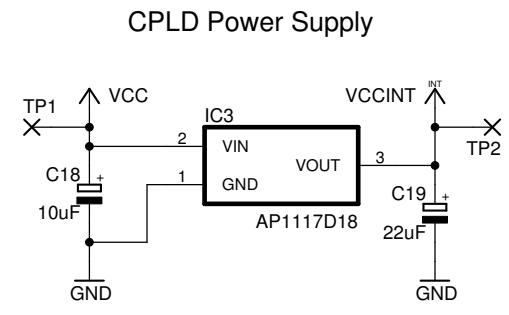 CPLD Power Supply
TP1
VCC
IC3
VCCINT
INT
TP2
2
VIN
VOUT
3
1
GND
C18
+
10uF
AP1117D18
C19
+
22uF
GND
GND